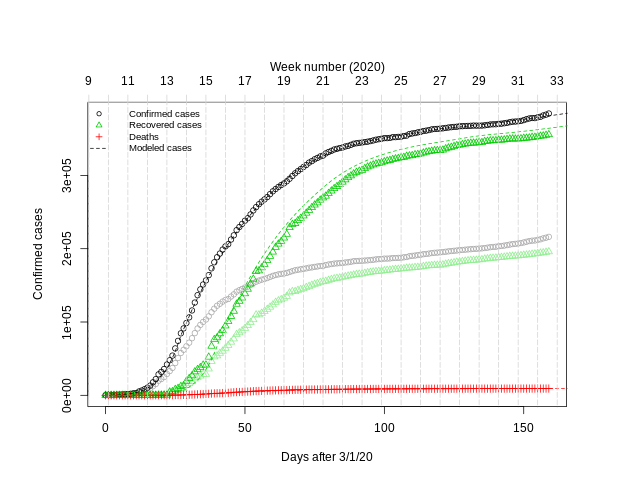 Week number (2020)
9 11 13 15 17 19 21 23 25 27 29 31 33
Confirmed cases
Recovered cases
Deaths
Modeled cases
Confirmed cases
3e+05
2e+05
1e+05
0e+00
0 50 100 150
Days after 3/1/20